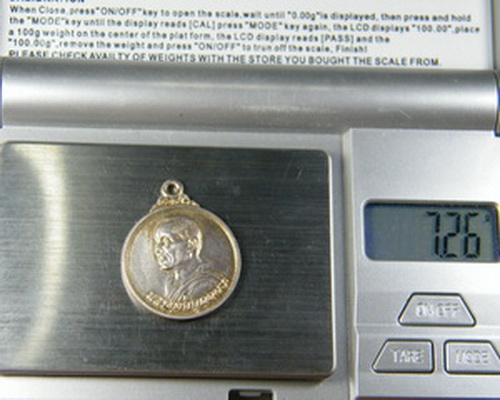 When Clona, press"ON/OFF"key to open the scale,wait until "0.00g"is displayed, then press and hold
the "MODE"key until the display reads [CAL] press "MODE"key again, the LCD displays "100.00",place
a 100g weight on the center of the plat form, the LCD display reads [PASS] and the
"100.00g",remove the weight and press "ON/OFF" to trun off the scale, Finish!
PLEASE CHECK AVAILTY OF WEIGHTS WITH THE STORE YOU BOUGHT THE SCALE FROM.
7.26
ON/OFF
TARE
MODE